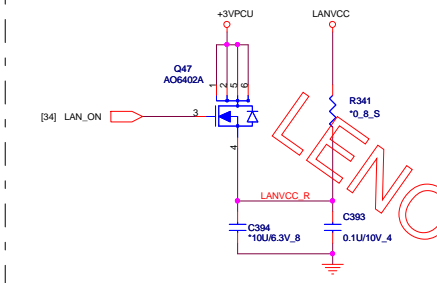 +3VPCU
LANVCC
Q47
AO6402A
1
2
5
6
R341
*0_8_S
[34] LAN_ON
3
4
LANVCC_R
C394
*10U/6.3V_8
C393
0.1U/10V_4
LENO